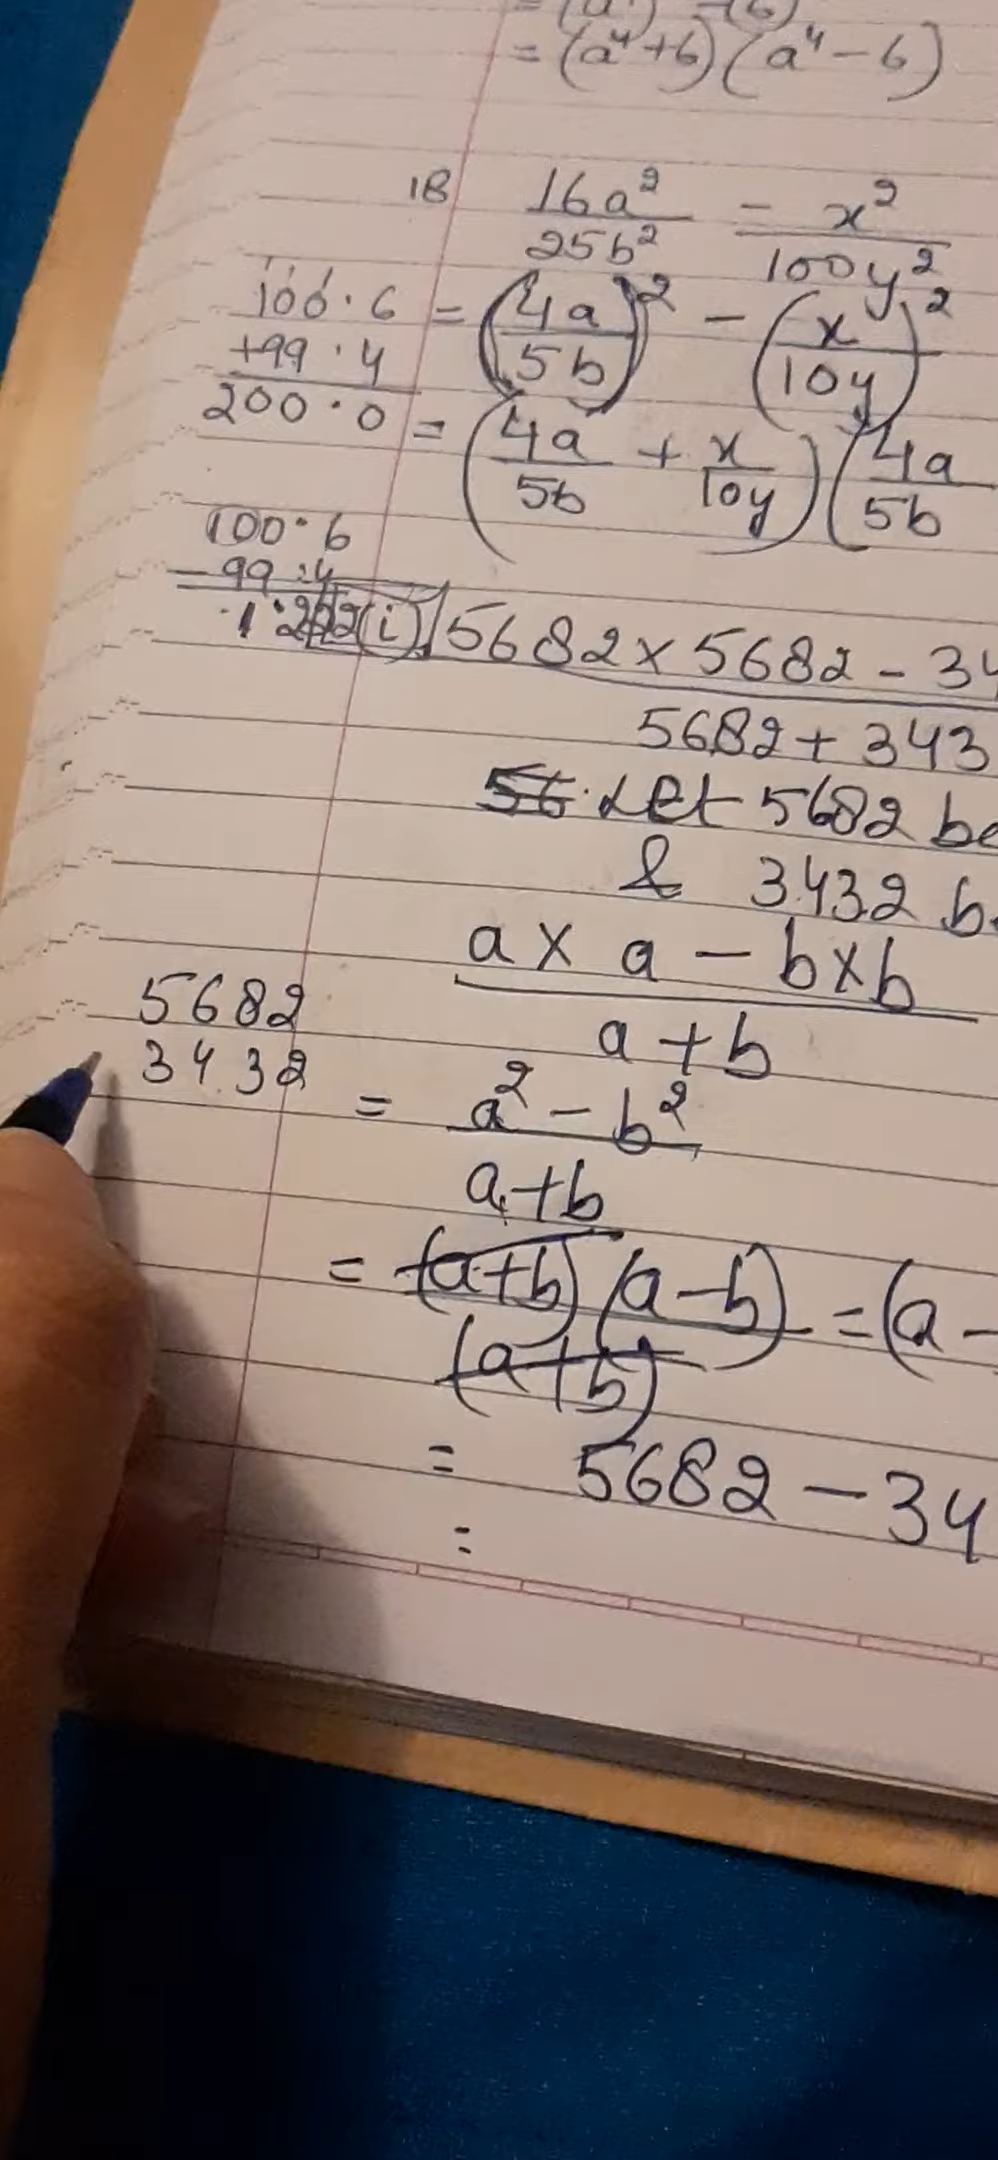 = (a⁴+6)(a⁴-6)
18 16a²/25b² - x²/100y²
100.6
+99.4
200.0
= (4a/5b)² - (x/10y)²
= (4a/5b + x/10y)(4a/5b
100.6
-99.4
1.2
(i) 5682×5682 - 34
5682+343
Let 5682 be
& 3432 b
a × a - b×b
a+b
5682
3432
= a²-b²
a+b
= (a+b)(a-b) = (a-
(a+b)
= 5682-34
=